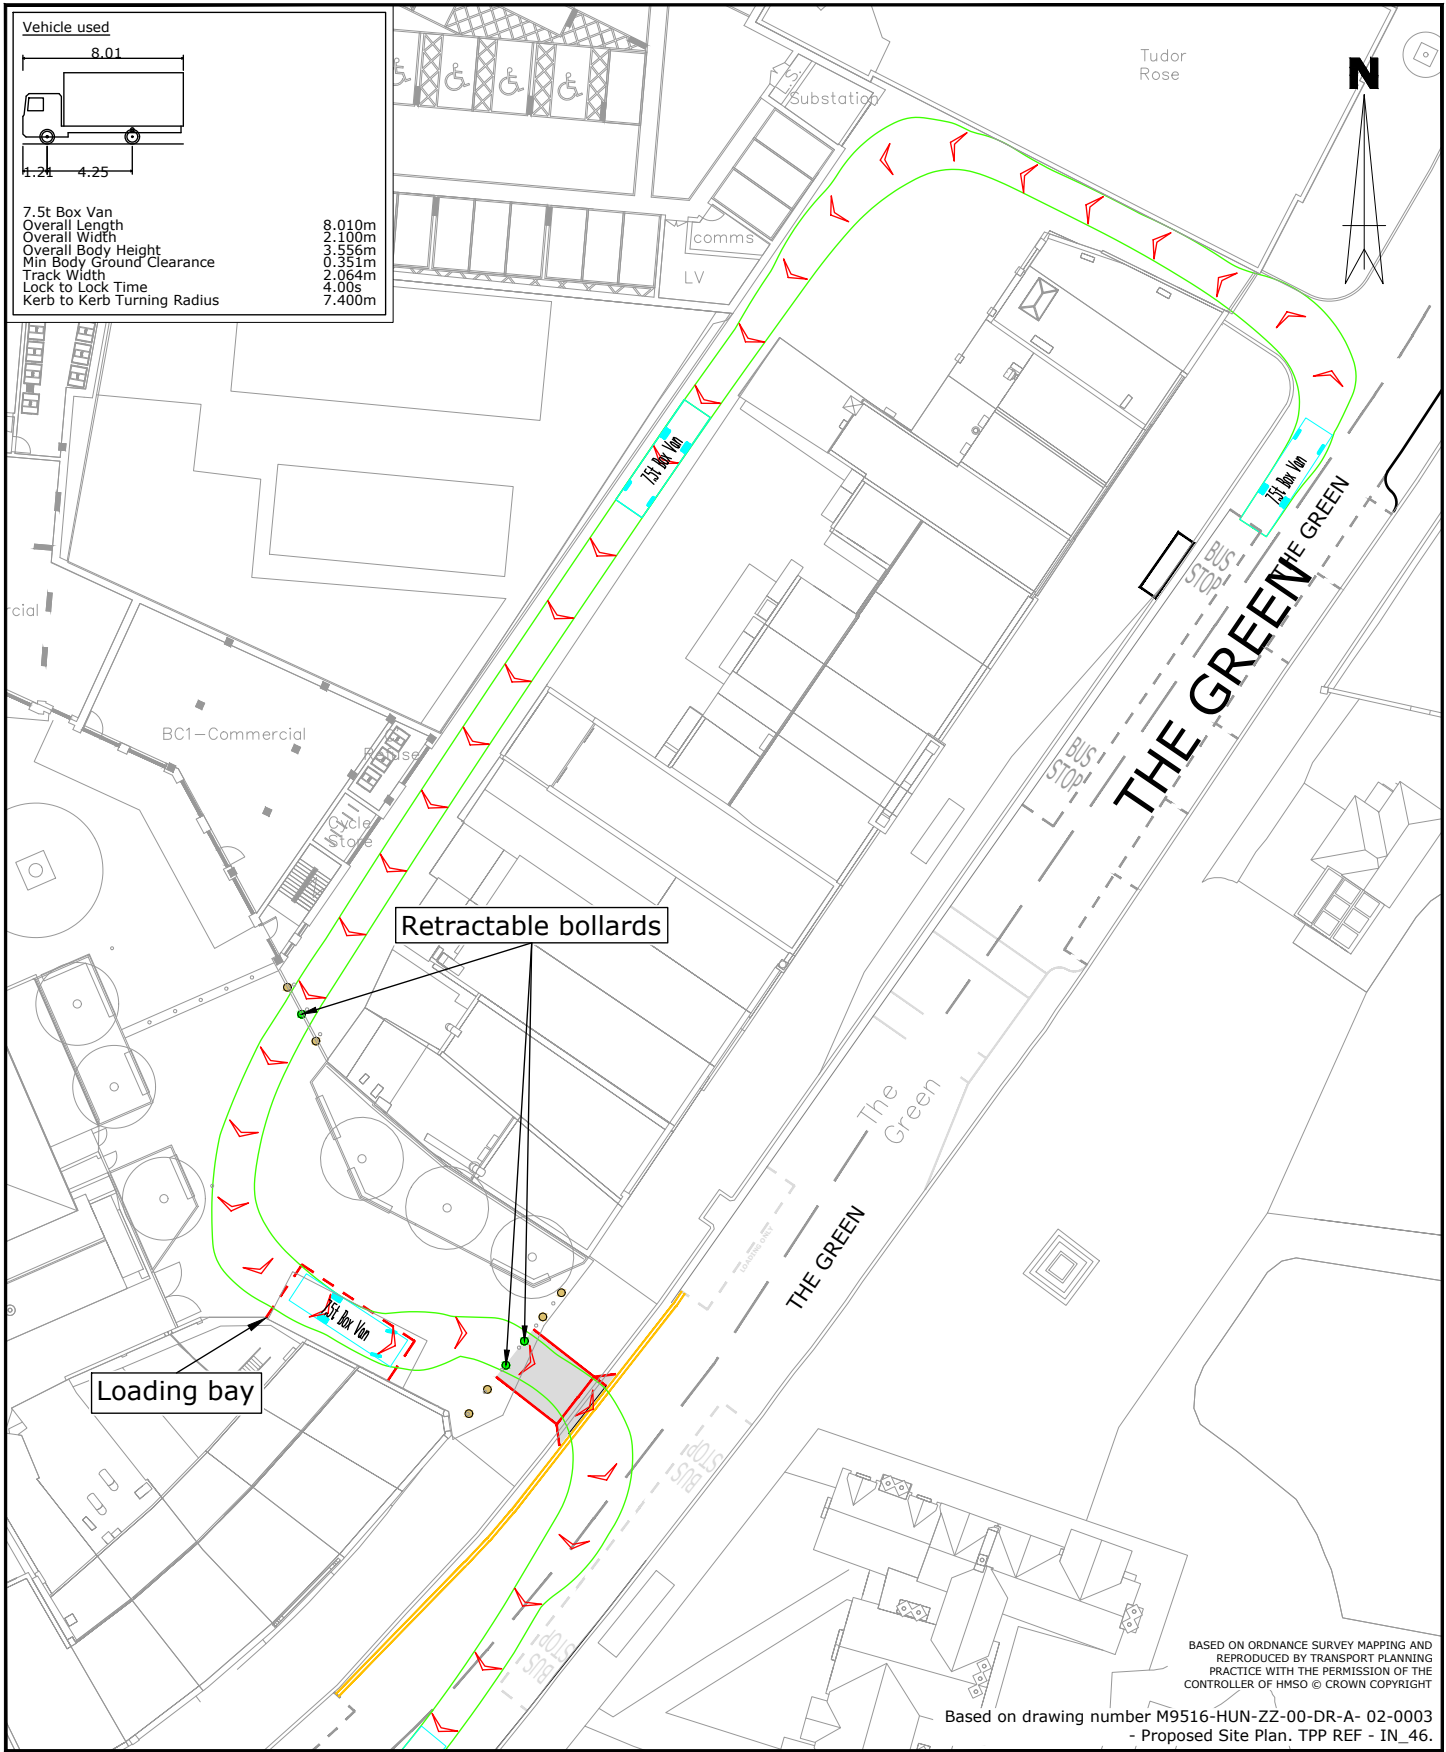 Vehicle used
8.01
1.21 4.25
7.5t Box Van
Overall Length 8.010m
Overall Width 2.100m
Overall Body Height 3.556m
Min Body Ground Clearance 0.351m
Track Width 2.064m
Lock to Lock Time 4.00s
Kerb to Kerb Turning Radius 7.400m
Tudor
Rose
N
Substation
comms
LV
7.5t Box Van
7.5t Box Van
THE GREEN
BUS
STOP
THE GREEN
rcial
BC1-Commercial
Refuse
BUS
STOP
Cycle
Store
Retractable bollards
The
Green
THE GREEN
LOADING ONLY
7.5t Box Van
Loading bay
BUS
STOP
BUS
STOP
BASED ON ORDNANCE SURVEY MAPPING AND
REPRODUCED BY TRANSPORT PLANNING
PRACTICE WITH THE PERMISSION OF THE
CONTROLLER OF HMSO © CROWN COPYRIGHT
Based on drawing number M9516-HUN-ZZ-00-DR-A- 02-0003
- Proposed Site Plan. TPP REF - IN_46.